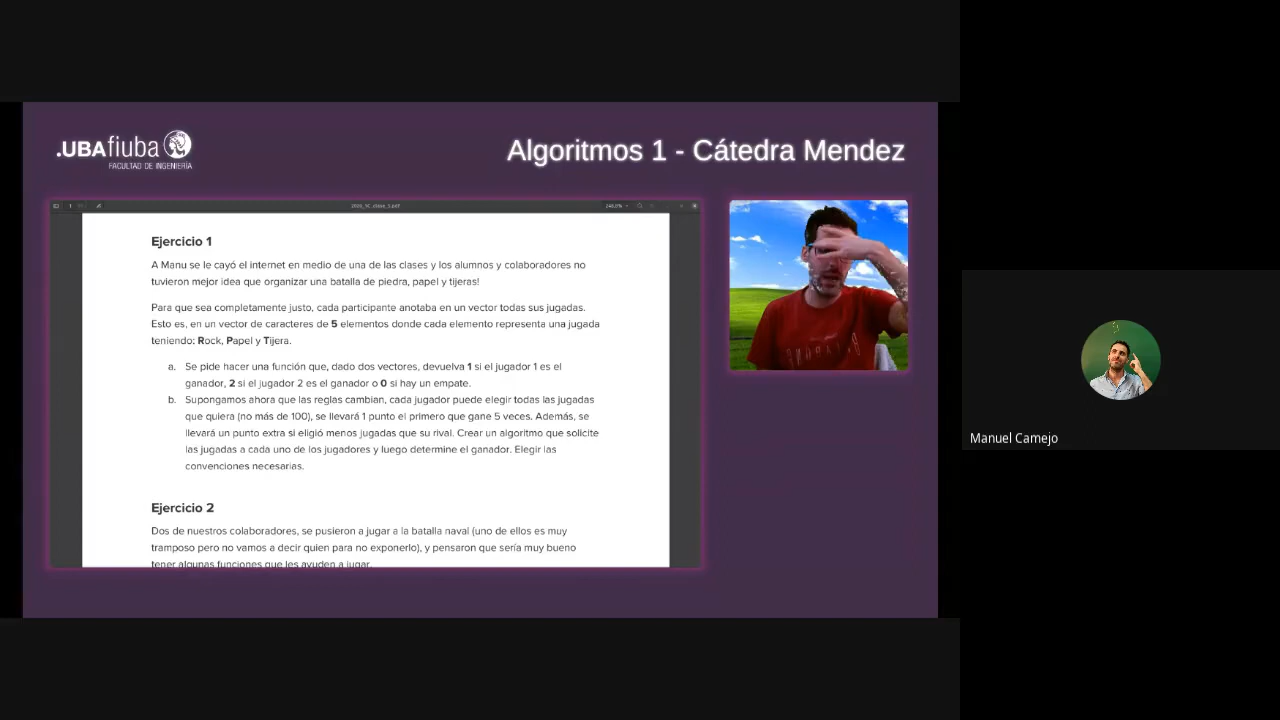 .UBAfiuba
FACULTAD DE INGENIERÍA
Algoritmos 1 - Cátedra Mendez
Ejercicio 1
A Manu se le cayó el internet en medio de una de las clases y los alumnos y colaboradores no
tuvieron mejor idea que organizar una batalla de piedra, papel y tijeras!
Para que sea completamente justo, cada participante anotaba en un vector todas sus jugadas.
Esto es, en un vector de caracteres de 5 elementos donde cada elemento representa una jugada
teniendo: Rock, Papel y Tijera.
a. Se pide hacer una función que, dado dos vectores, devuelva 1 si el jugador 1 es el
ganador, 2 si el jugador 2 es el ganador o 0 si hay un empate.
b. Supongamos ahora que las reglas cambian, cada jugador puede elegir todas las jugadas
que quiera (no más de 100), se llevará 1 punto el primero que gane 5 veces. Además, se
llevará un punto extra si eligió menos jugadas que su rival. Crear un algoritmo que solicite
las jugadas a cada uno de los jugadores y luego determine el ganador. Elegir las
convenciones necesarias.
Ejercicio 2
Dos de nuestros colaboradores, se pusieron a jugar a la batalla naval (uno de ellos es muy
tramposo pero no vamos a decir quien para no exponerlo), y pensaron que sería muy bueno
tener algunas funciones que les ayuden a jugar.
Manuel Camejo